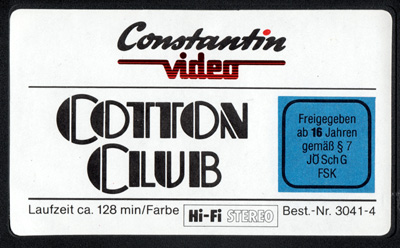 Constantin
video
COTTON
CLUB
Freigegeben
ab 16 Jahren
gemäß § 7
JÖSchG
FSK
Laufzeit ca. 128 min/Farbe Hi-Fi STEREO Best.-Nr. 3041-4